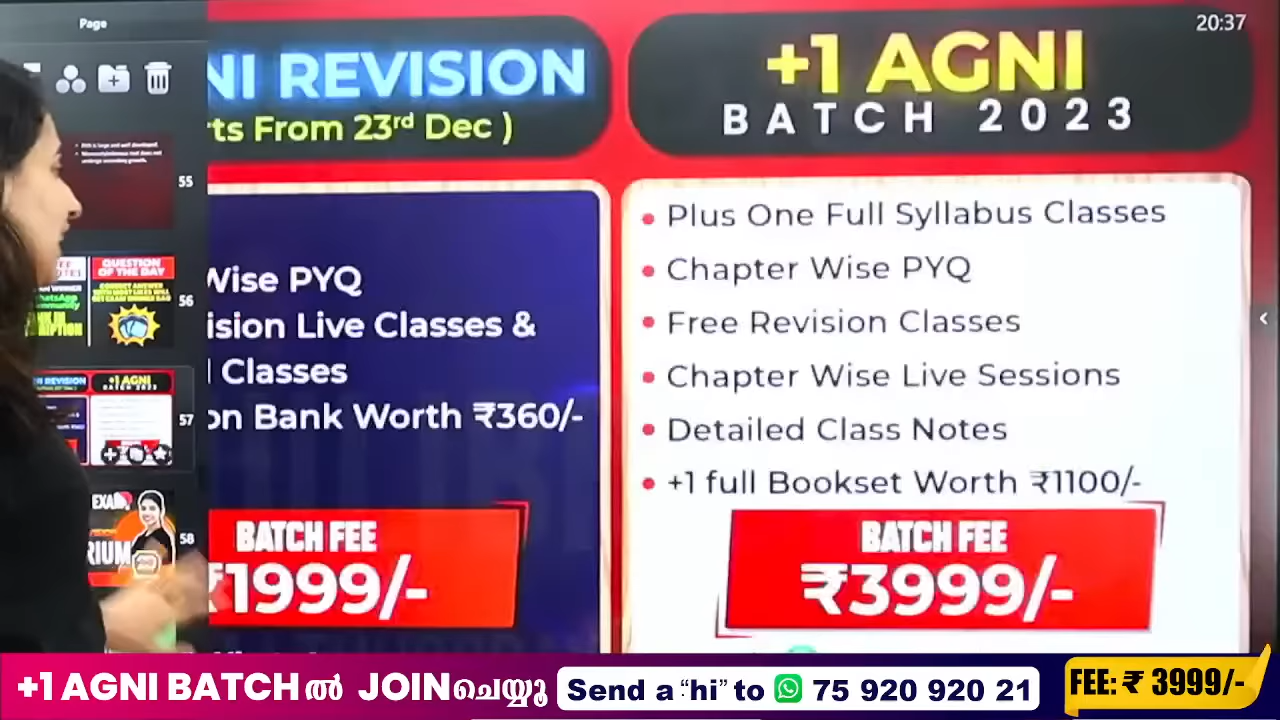 Page
20:37
55
56
57
58
QUESTION
OF THE DAY
NI REVISION
rts From 23rd Dec )
Wise PYQ
ision Live Classes &
Classes
on Bank Worth ₹360/-
BATCH FEE
₹1999/-
+1 AGNI
BATCH 2023
• Plus One Full Syllabus Classes
• Chapter Wise PYQ
• Free Revision Classes
• Chapter Wise Live Sessions
• Detailed Class Notes
• +1 full Bookset Worth ₹1100/-
BATCH FEE
₹3999/-
+1 AGNI BATCH ൽ JOIN ചെയ്യൂ
Send a "hi" to 75 920 920 21
FEE: ₹ 3999/-